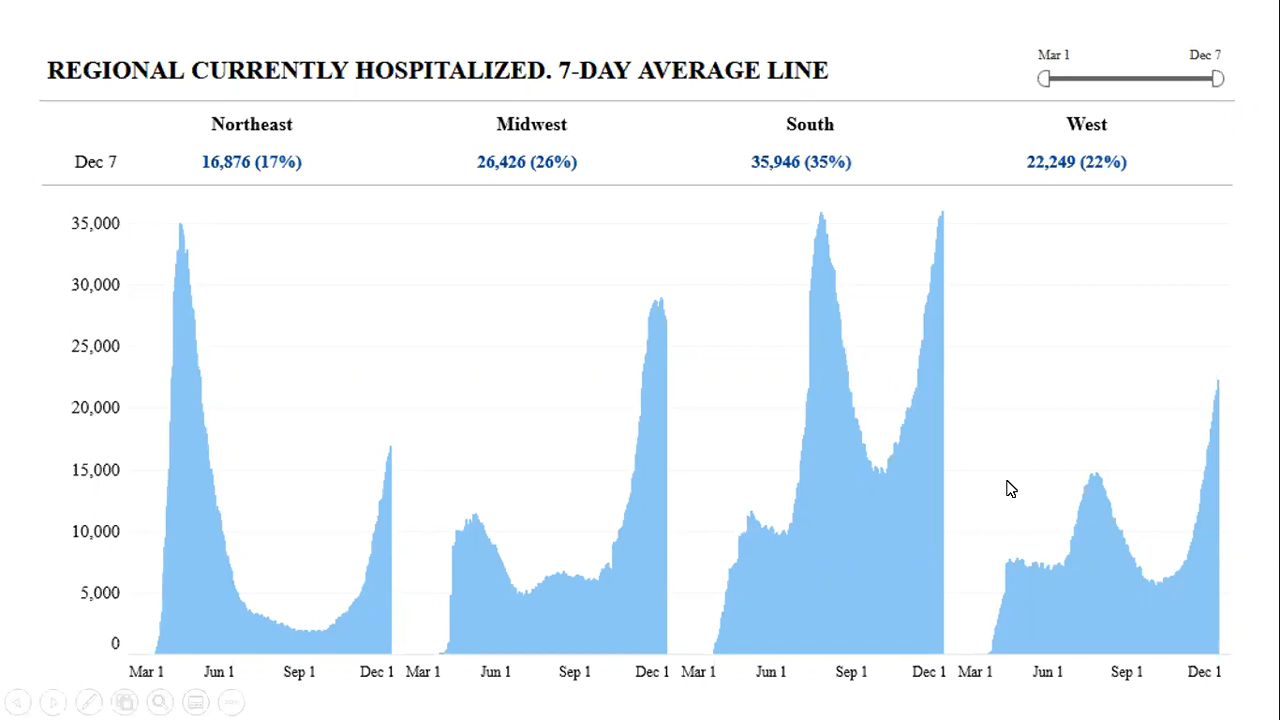 Mar 1 Dec 7
REGIONAL CURRENTLY HOSPITALIZED. 7-DAY AVERAGE LINE
Northeast Midwest South West
Dec 7 16,876 (17%) 26,426 (26%) 35,946 (35%) 22,249 (22%)
35,000
30,000
25,000
20,000
15,000
10,000
5,000
0
Mar 1 Jun 1 Sep 1 Dec 1 Mar 1 Jun 1 Sep 1 Dec 1 Mar 1 Jun 1 Sep 1 Dec 1 Mar 1 Jun 1 Sep 1 Dec 1